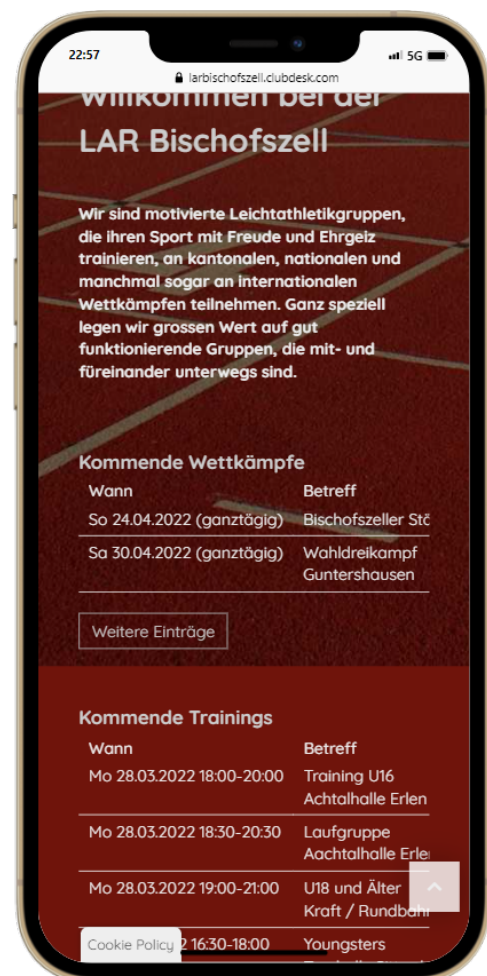 22:57
5G
larbischofszell.clubdesk.com
Willkommen bei der
LAR Bischofszell
Wir sind motivierte Leichtathletikgruppen,
die ihren Sport mit Freude und Ehrgeiz
trainieren, an kantonalen, nationalen und
manchmal sogar an internationalen
Wettkämpfen teilnehmen. Ganz speziell
legen wir grossen Wert auf gut
funktionierende Gruppen, die mit- und
füreinander unterwegs sind.
Kommende Wettkämpfe
Wann Betreff
So 24.04.2022 (ganztägig) Bischofszeller
Sa 30.04.2022 (ganztägig) Wahldreikampf
Guntershausen
Weitere Einträge
Kommende Trainings
Wann Betreff
Mo 28.03.2022 18:00-20:00 Training U16
Achtalhalle Erlen
Mo 28.03.2022 18:30-20:30 Laufgruppe
Aachtalhalle
Mo 28.03.2022 19:00-21:00 U18 und Älter
Kraft /
Cookie Policy 16:30-18:00 Youngsters